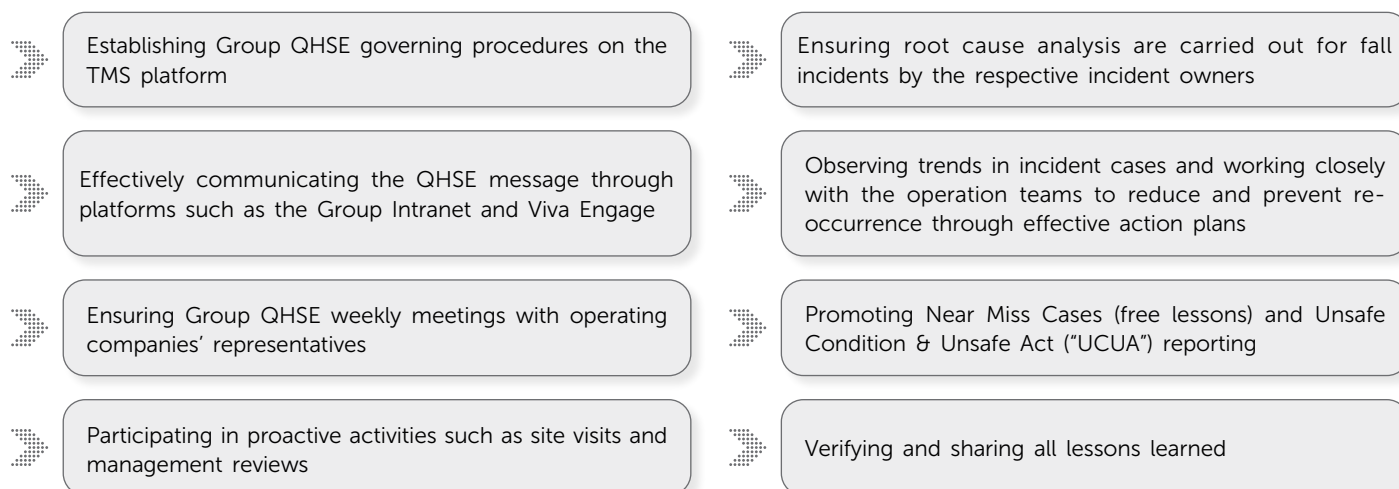 Establishing Group QHSE governing procedures on the
TMS platform
Effectively communicating the QHSE message through
platforms such as the Group Intranet and Viva Engage
Ensuring Group QHSE weekly meetings with operating
companies’ representatives
Participating in proactive activities such as site visits and
management reviews
Ensuring root cause analysis are carried out for fall
incidents by the respective incident owners
Observing trends in incident cases and working closely
with the operation teams to reduce and prevent re-
occurrence through effective action plans
Promoting Near Miss Cases (free lessons) and Unsafe
Condition & Unsafe Act (“UCUA”) reporting
Verifying and sharing all lessons learned